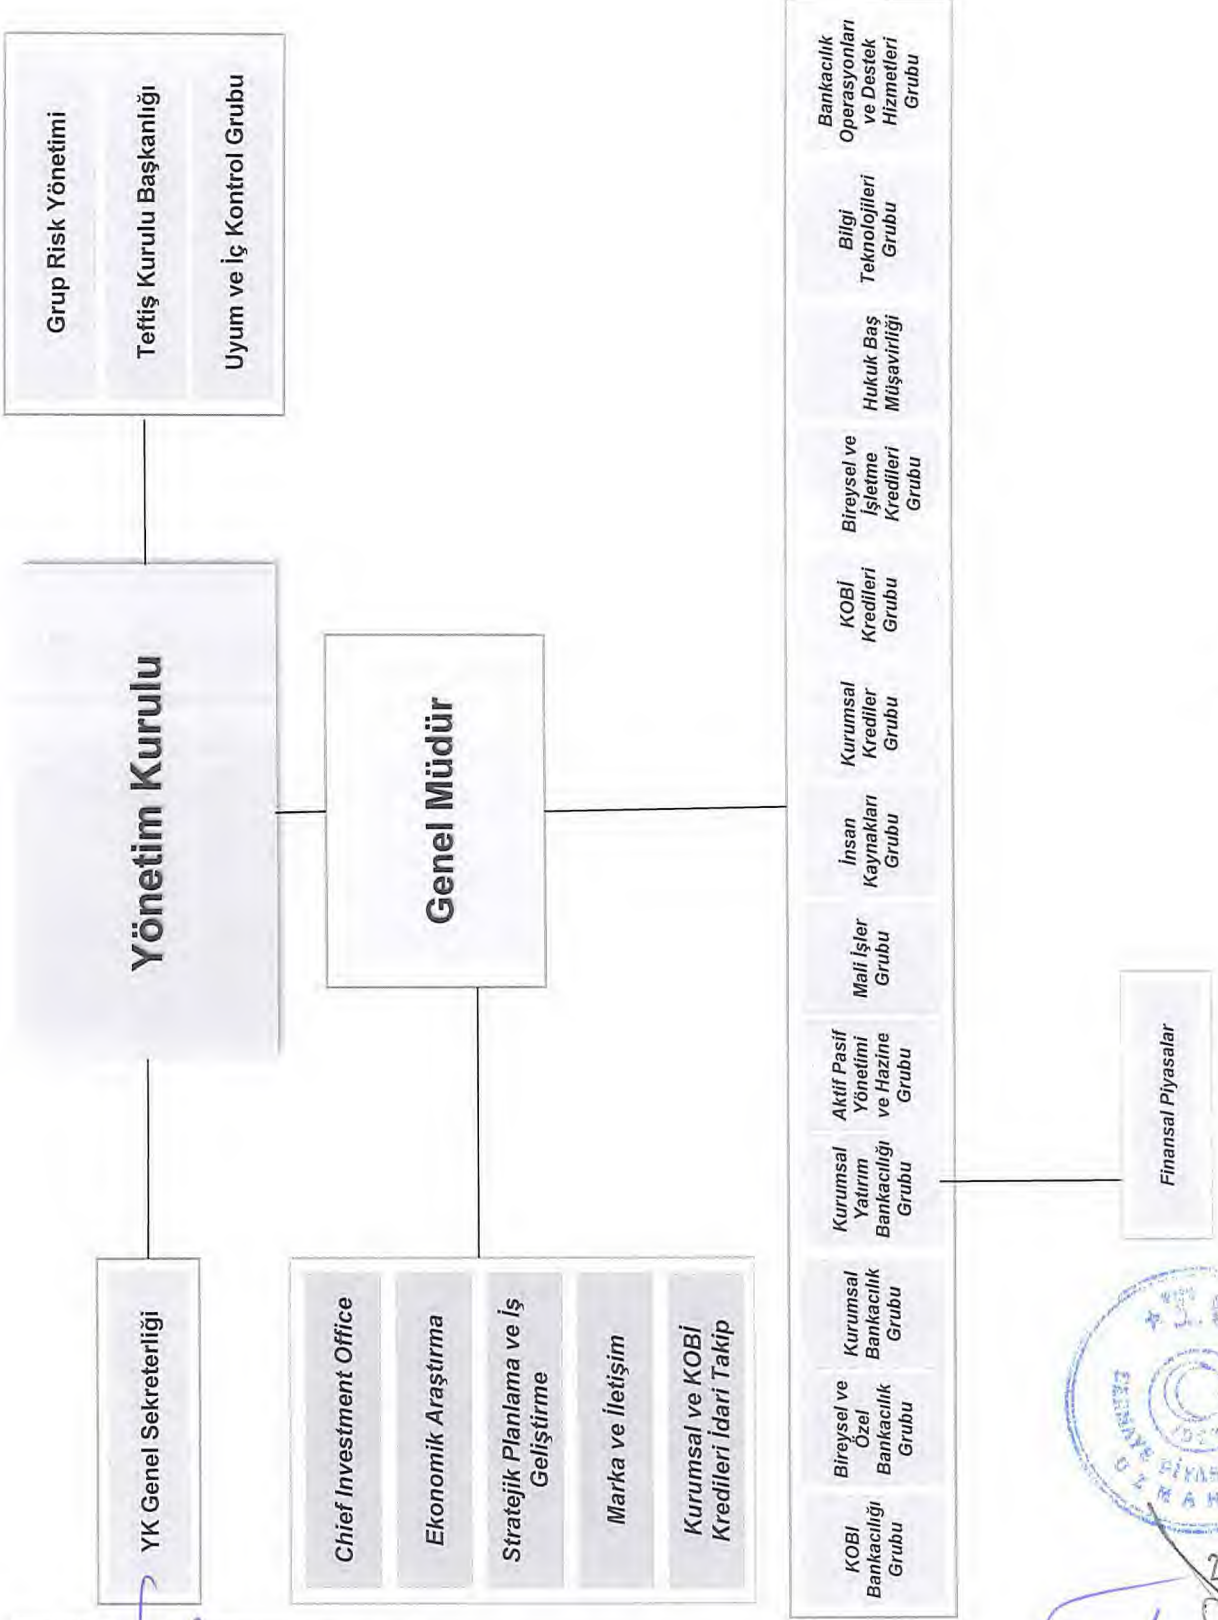 YK Genel Sekreterliği
Yönetim Kurulu
Grup Risk Yönetimi
Teftiş Kurulu Başkanlığı
Uyum ve İç Kontrol Grubu
Genel Müdür
Chief Investment Office
Ekonomik Araştırma
Stratejik Planlama ve İş
Geliştirme
Marka ve İletişim
Kurumsal ve KOBİ
Kredileri İdari Takip
KOBİ
Bankacılığı
Grubu
Bireysel ve
Özel
Bankacılık
Grubu
Kurumsal
Bankacılık
Grubu
Kurumsal
Yatırım
Bankacılığı
Grubu
Aktif Pasif
Yönetimi
ve Hazine
Grubu
Mali İşler
Grubu
İnsan
Kaynakları
Grubu
Kurumsal
Krediler
Grubu
KOBİ
Kredileri
Grubu
Bireysel ve
İşletme
Kredileri
Grubu
Hukuk Baş
Müşavirliği
Bilgi
Teknolojileri
Grubu
Bankacılık
Operasyonları
ve Destek
Hizmetleri
Grubu
Finansal Piyasalar